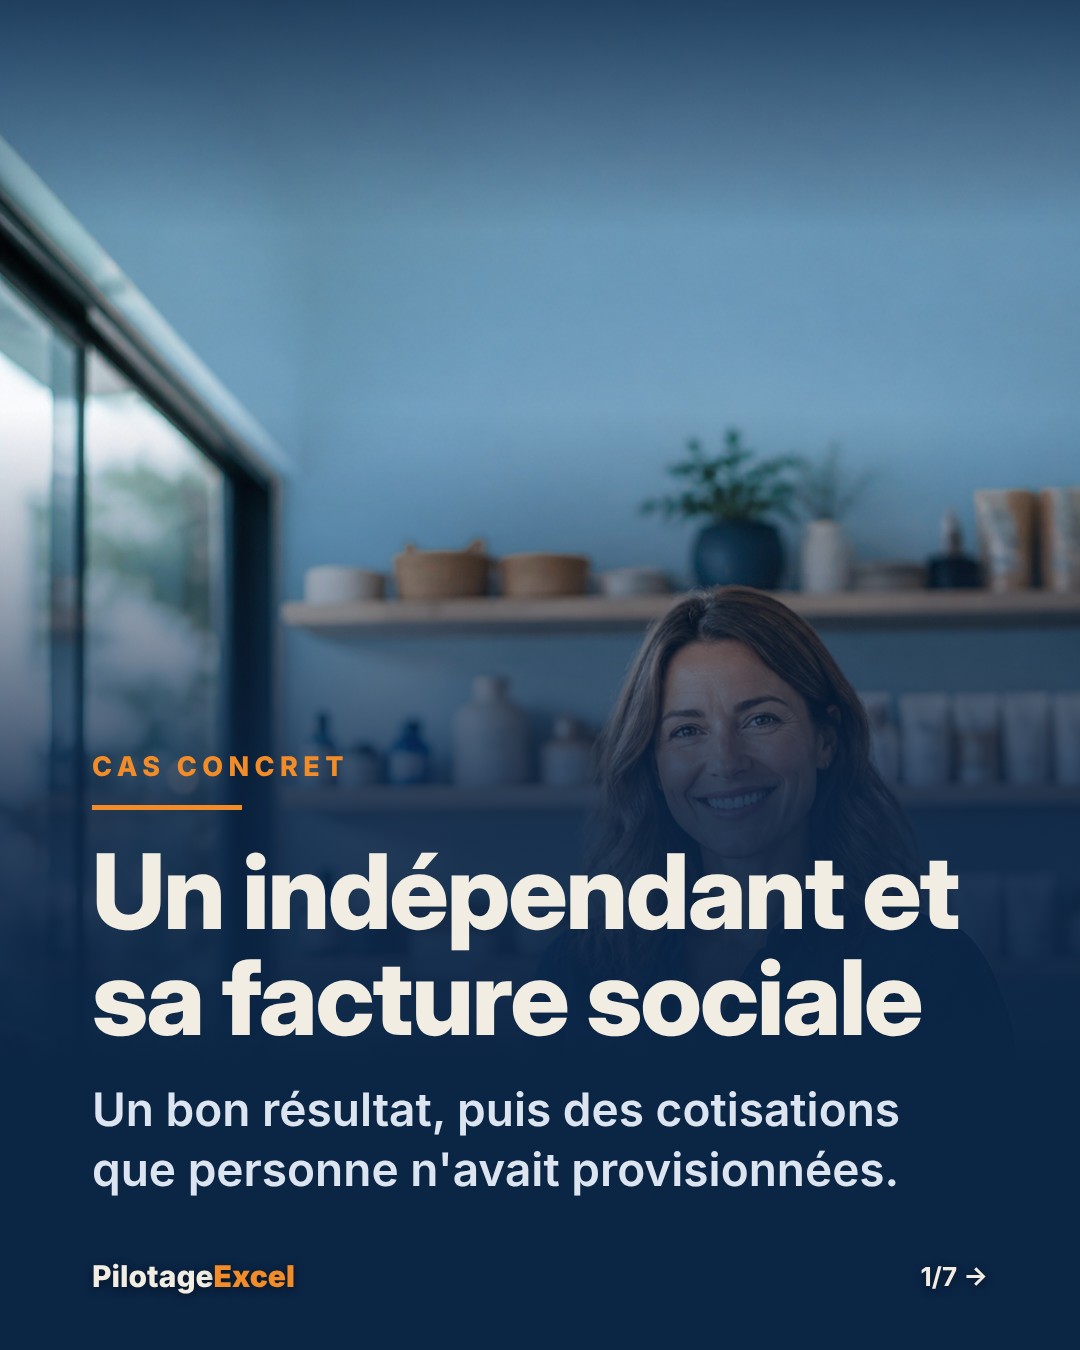 CAS CONCRET
Un indépendant et
sa facture sociale
Un bon résultat, puis des cotisations
que personne n'avait provisionnées.
PilotageExcel
1/7 →